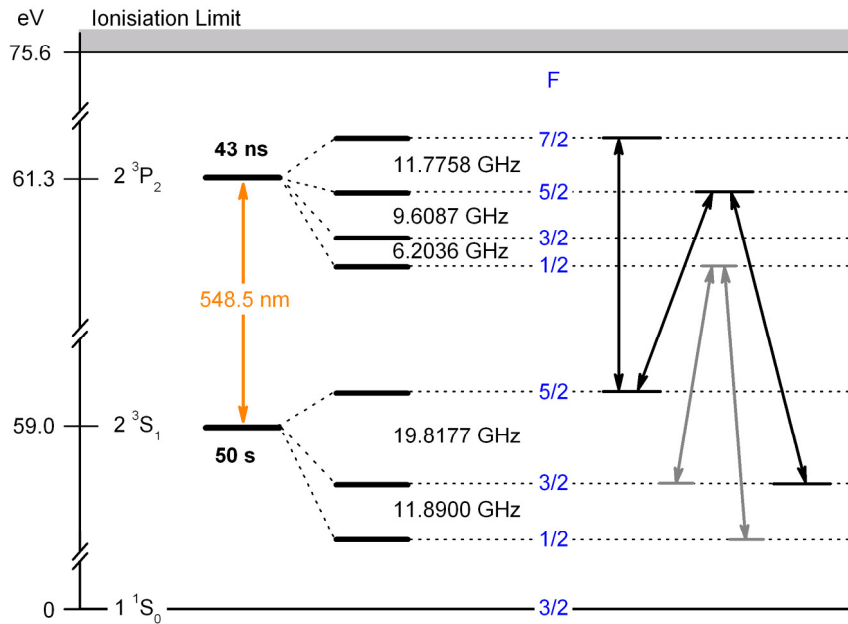 eV Ionisiation Limit
75.6
F
43 ns
7/2
11.7758 GHz
61.3 2 ³P₂
5/2
9.6087 GHz
3/2
6.2036 GHz
1/2
548.5 nm
5/2
59.0 2 ³S₁
19.8177 GHz
50 s
3/2
11.8900 GHz
1/2
0 1 ¹S₀ 3/2